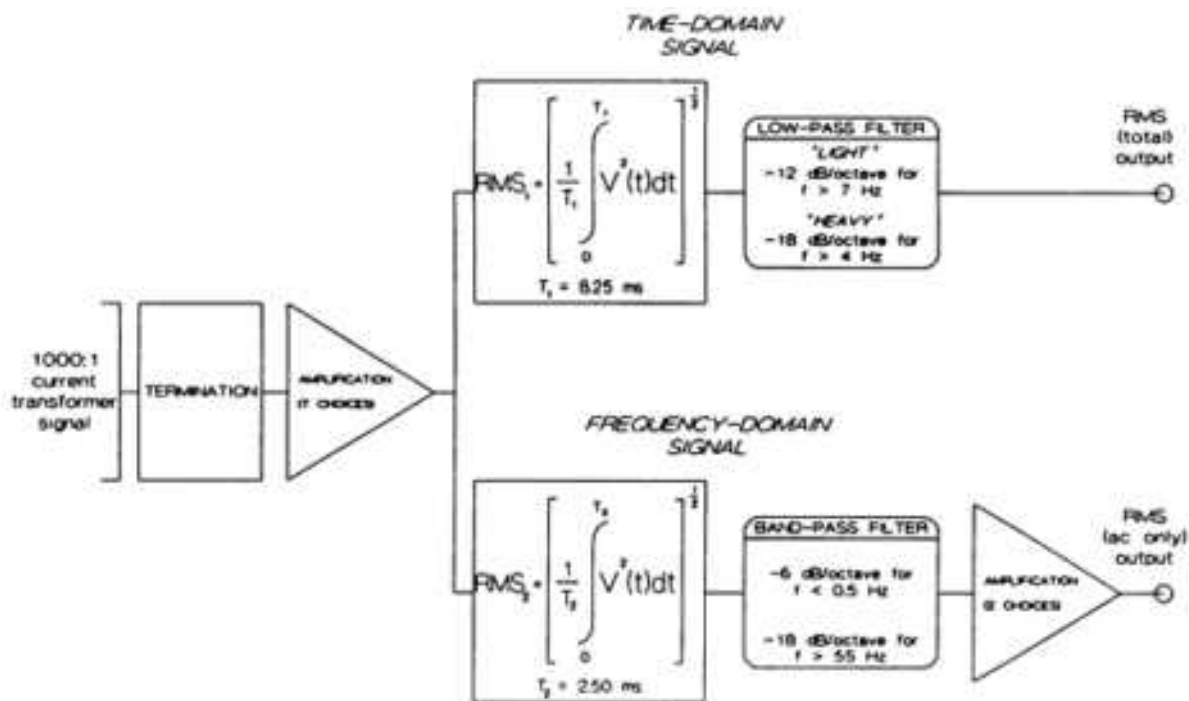 TIME-DOMAIN
SIGNAL
RMS₁ = [ 1/T₁ ∫ T₁ 0 V²(t)dt ] ½
T₁ = 8.25 ms
LOW-PASS FILTER
"LIGHT"
-12 dB/octave for
f > 7 Hz
"HEAVY"
-18 dB/octave for
f > 4 Hz
RMS
(total)
output
1000:1
current
transformer
signal
TERMINATION
AMPLIFICATION
(7 CHOICES)
FREQUENCY-DOMAIN
SIGNAL
RMS₂ = [ 1/T₂ ∫ T₂ 0 V²(t)dt ] ½
T₂ = 2.50 ms
BAND-PASS FILTER
-6 dB/octave for
f < 0.5 Hz
-18 dB/octave for
f > 55 Hz
AMPLIFICATION
(2 CHOICES)
RMS
(ac only)
output